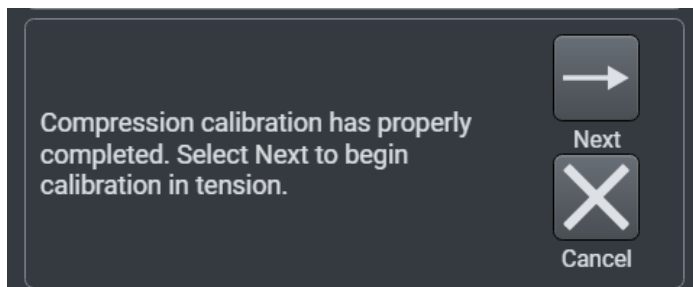 Compression calibration has properly
completed. Select Next to begin
calibration in tension.
Next
Cancel